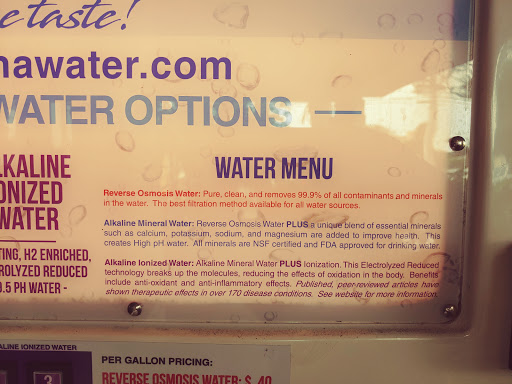 e taste!
nawater.com
WATER OPTIONS
LKALINE
ONIZED
WATER
TING, H2 ENRICHED,
ROLYZED REDUCED
9.5 PH WATER -
WATER MENU
Reverse Osmosis Water: Pure, clean, and removes 99.9% of all contaminants and minerals
in the water. The best filtration method available for all water sources.
Alkaline Mineral Water: Reverse Osmosis Water PLUS a unique blend of essential minerals
such as calcium, potassium, sodium, and magnesium are added to improve health. This
creates High pH water. All minerals are NSF certified and FDA approved for drinking water.
Alkaline Ionized Water: Alkaline Mineral Water PLUS Ionization. This Electrolyzed Reduced
technology breaks up the molecules, reducing the effects of oxidation in the body. Benefits
include anti-oxidant and anti-inflammatory effects. Published, peer-reviewed articles have
shown therapeutic effects in over 170 disease conditions. See website for more information.
ALINE IONIZED WATER
3
PER GALLON PRICING:
REVERSE OSMOSIS WATER: $ .40